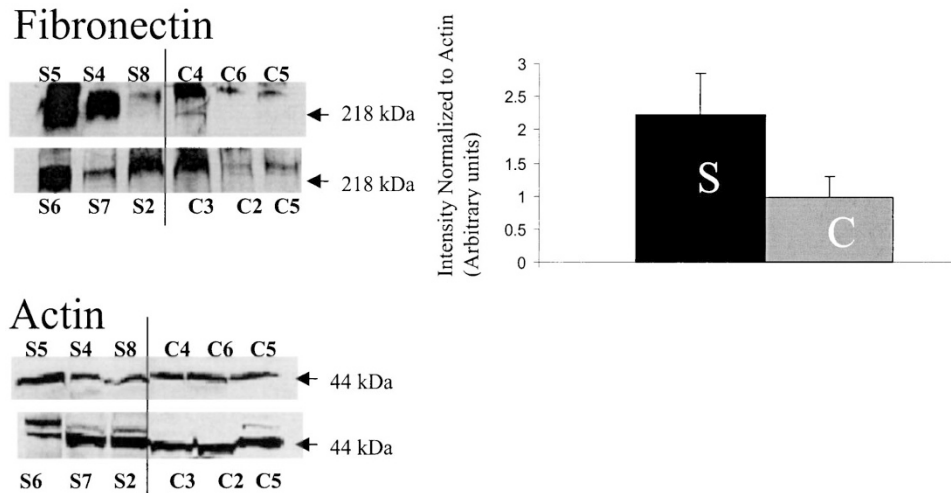 Fibronectin
S5 S4 S8 C4 C6 C5
218 kDa
218 kDa
S6 S7 S2 C3 C2 C5
Intensity Normalized to Actin
(Arbitrary units)
3
2.5
2
1.5
1
0.5
0
S
C
Actin
S5 S4 S8 C4 C6 C5
44 kDa
44 kDa
S6 S7 S2 C3 C2 C5